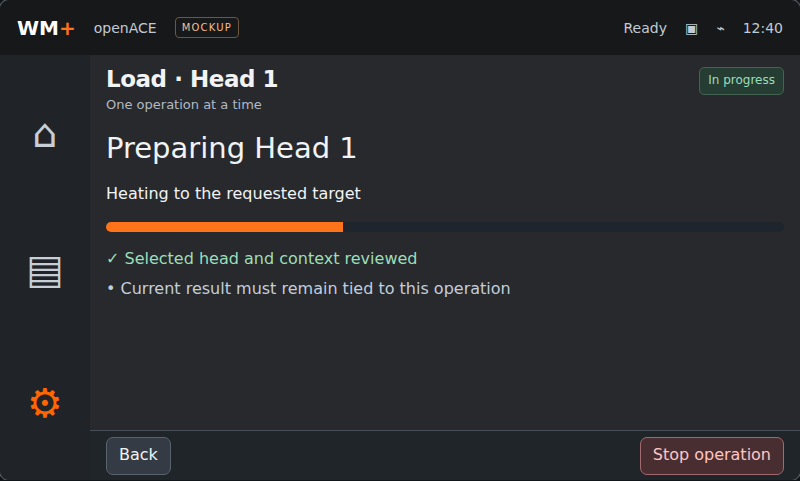 WM+ openACE MOCKUP Ready 12:40
Load · Head 1
In progress
One operation at a time
Preparing Head 1
Heating to the requested target
✓ Selected head and context reviewed
• Current result must remain tied to this operation
Back Stop operation